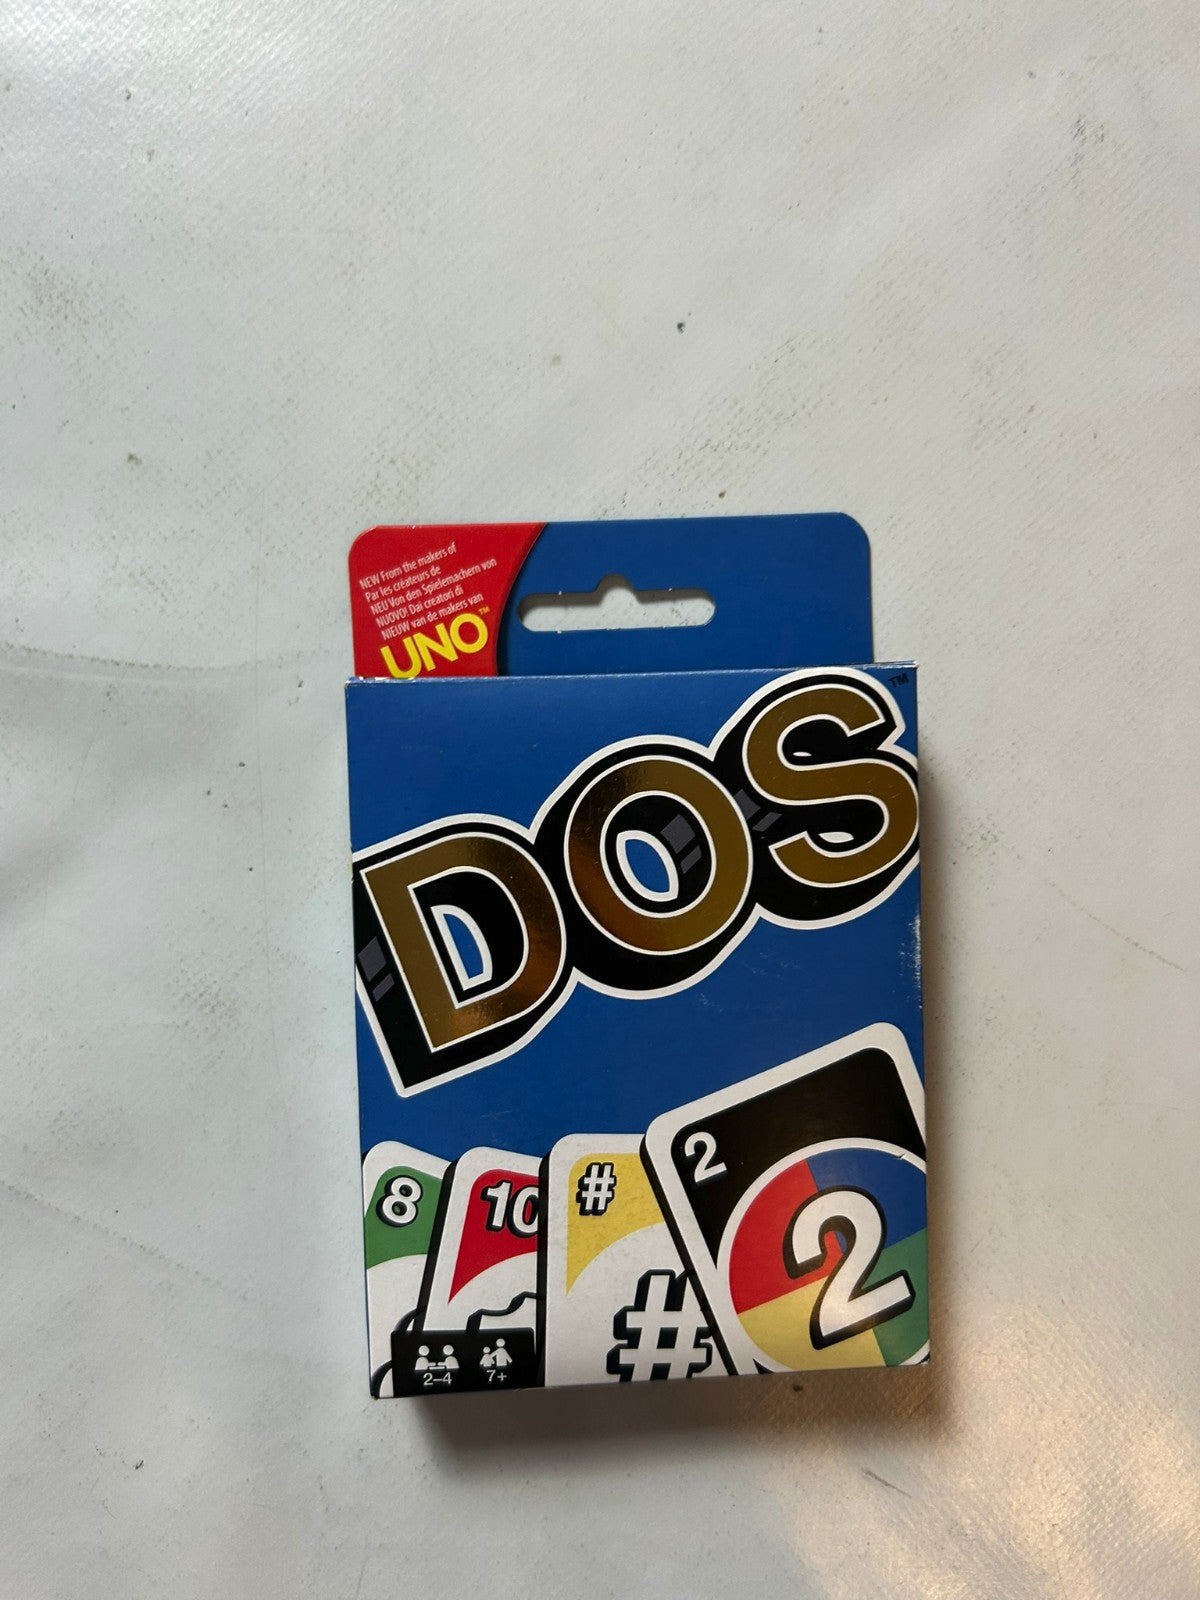 NEW From the makers of
Par les créateurs de
NEU Von den Spielemachern von
NUOVO! Dai creatori di
NIEUW van de makers van
UNO™
DOS™
8
10
#
2
#
2
2–4
7+